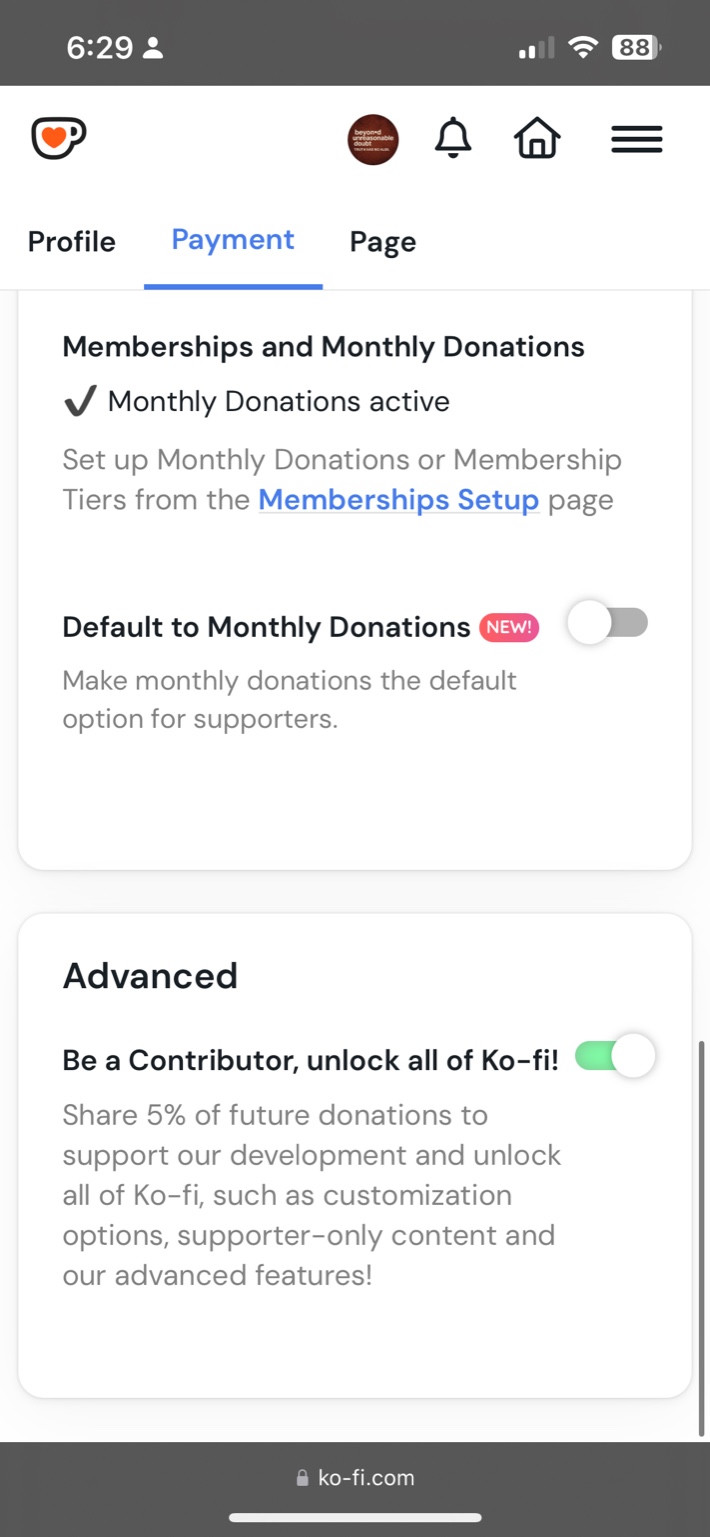 6:29
88
beyond
unreasonable
doubt
Profile
Payment
Page
Memberships and Monthly Donations
✔ Monthly Donations active
Set up Monthly Donations or Membership
Tiers from the Memberships Setup page
Default to Monthly Donations NEW!
Make monthly donations the default
option for supporters.
Advanced
Be a Contributor, unlock all of Ko-fi!
Share 5% of future donations to
support our development and unlock
all of Ko-fi, such as customization
options, supporter-only content and
our advanced features!
ko-fi.com